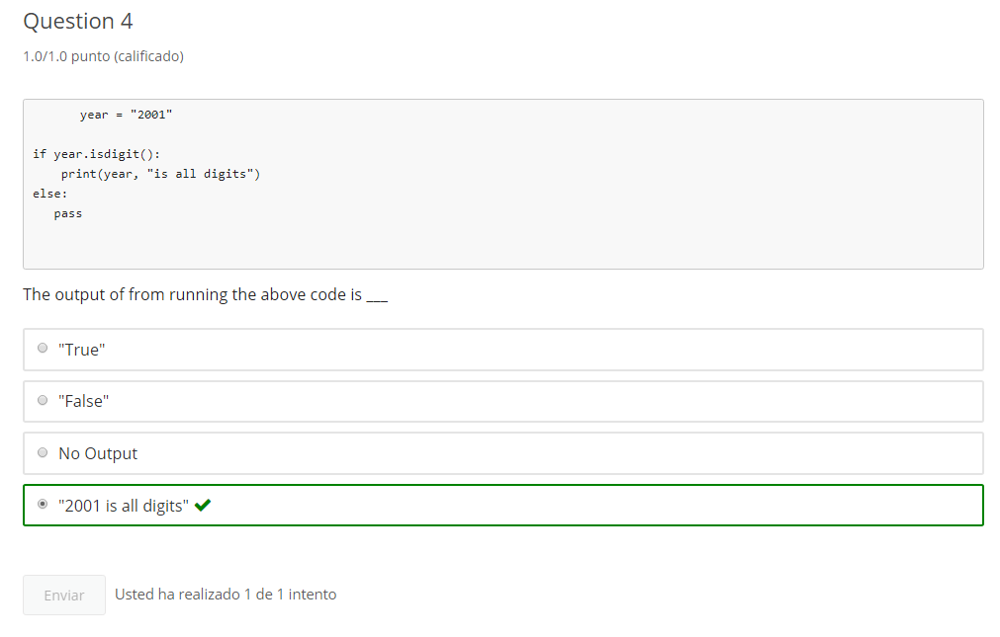 Question 4
1.0/1.0 punto (calificado)
year = "2001"
if year.isdigit():
print(year, "is all digits")
else:
pass
The output of from running the above code is ___
"True"
"False"
No Output
"2001 is all digits"
Enviar Usted ha realizado 1 de 1 intento